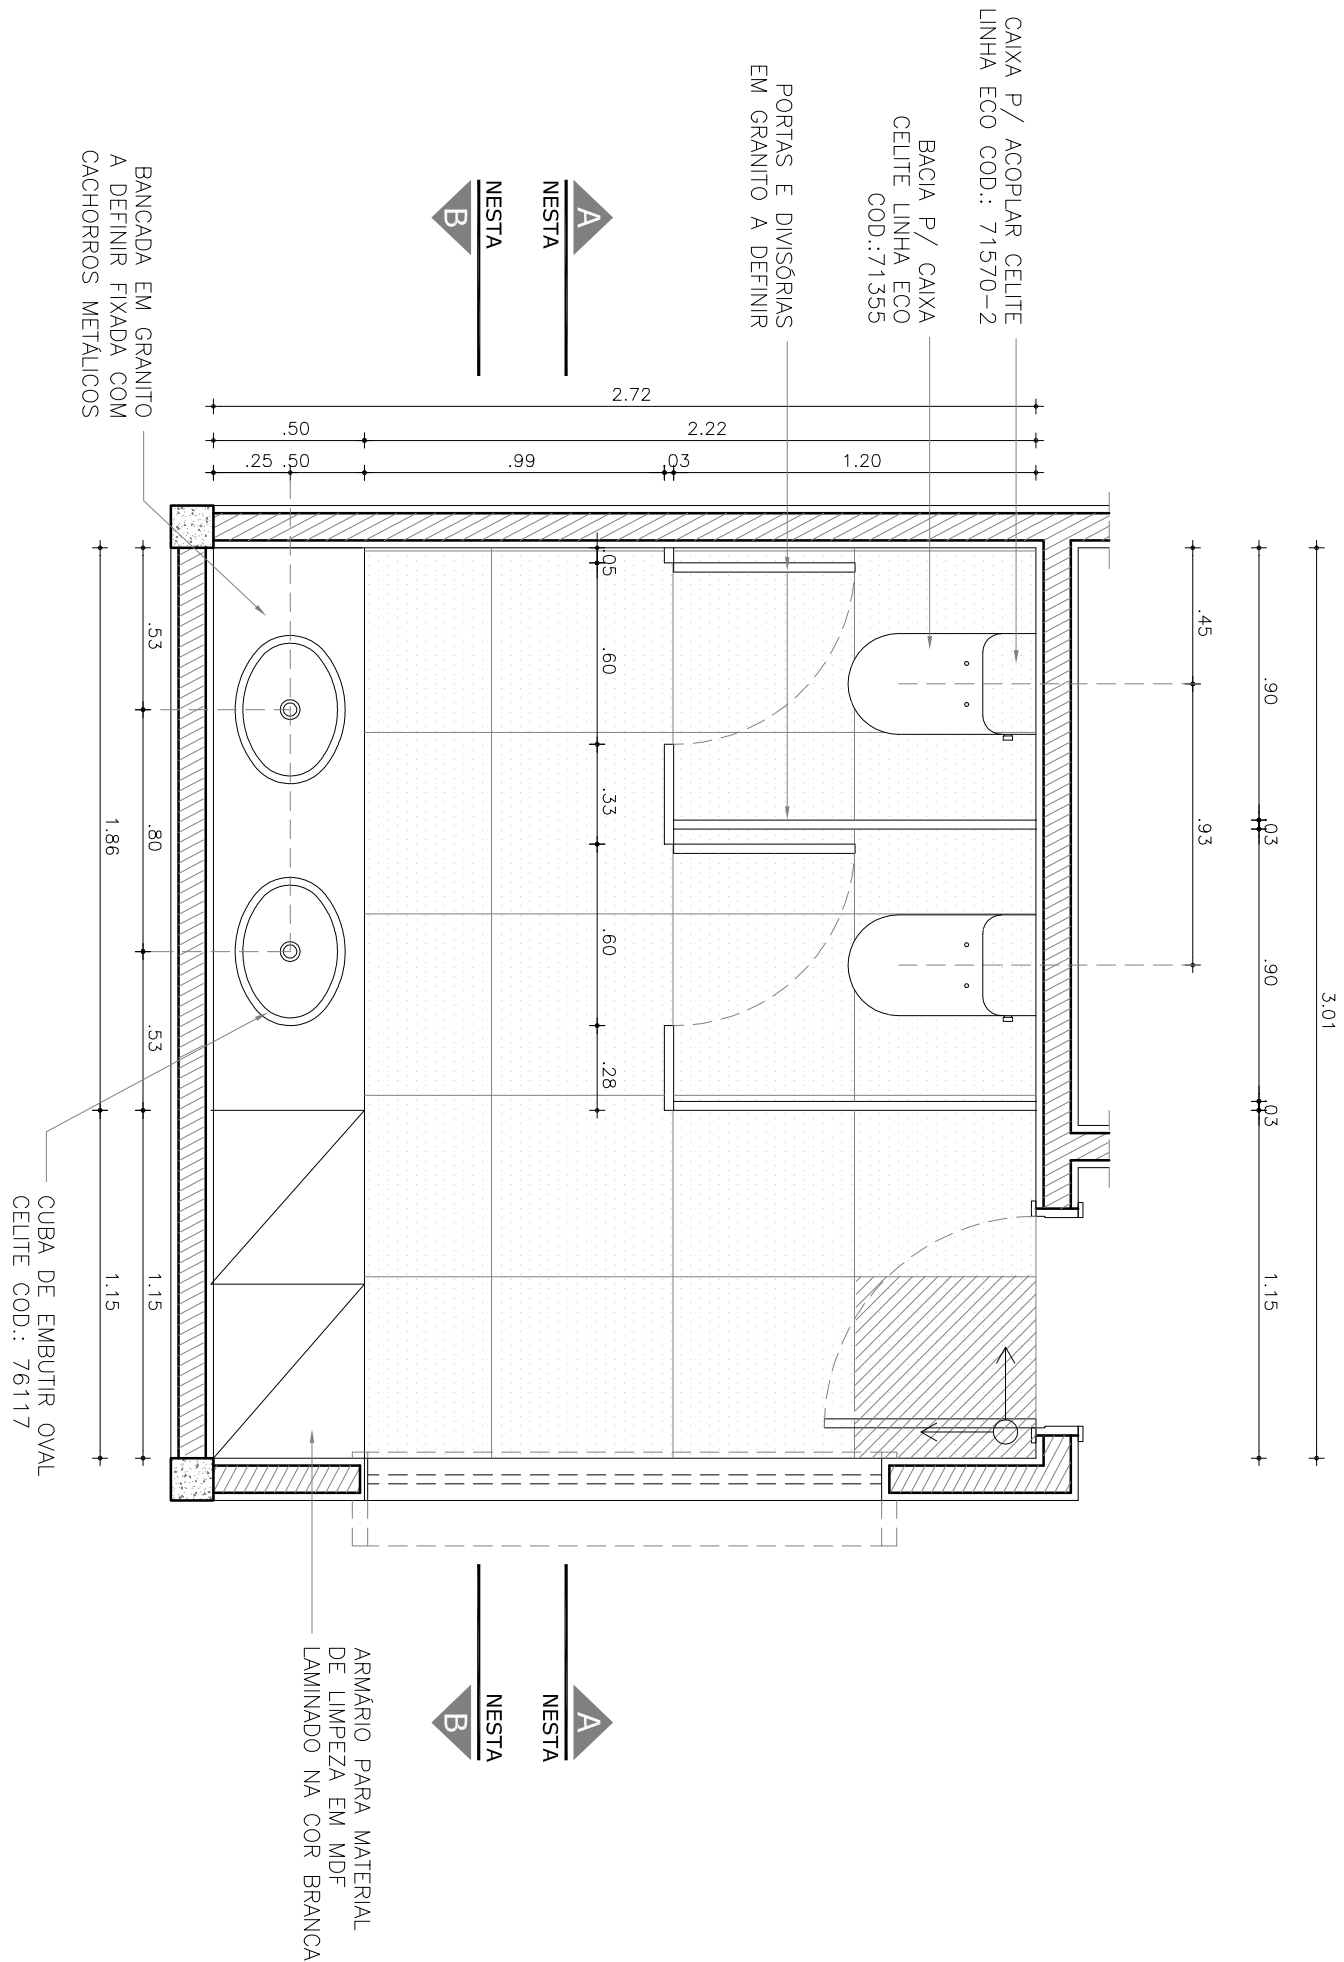 CAIXA P/ ACOPLAR CELITE
LINHA ECO COD.: 71570-2
BACIA P/ CAIXA
CELITE LINHA ECO
COD.:71355
PORTAS E DIVISÓRIAS
EM GRANITO A DEFINIR
A
NESTA
NESTA
B
BANCADA EM GRANITO
A DEFINIR FIXADA COM
CACHORROS METÁLICOS
3.01
.90
.03
.90
.03
1.15
.45
.93
2.72
.50
2.22
.25
.50
.99
.03
1.20
.05
.60
.33
.60
.28
.53
.80
.53
1.15
1.86
1.15
CUBA DE EMBUTIR OVAL
CELITE COD.: 76117
A
NESTA
NESTA
B
ARMÁRIO PARA MATERIAL
DE LIMPEZA EM MDF
LAMINADO NA COR BRANCA